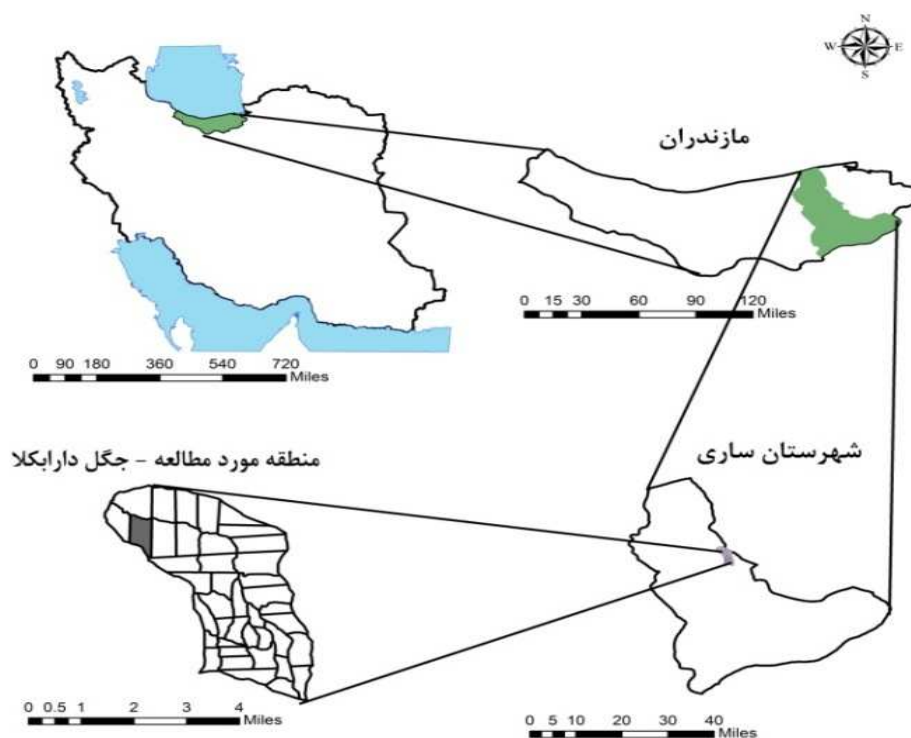 N
W E
S
مازندران
0 15 30 60 90 120
Miles
0 90 180 360 540 720
Miles
شهرستان ساری
منطقه مورد مطالعه - جگل دارابکلا
0 0.5 1 2 3 4
Miles
0 5 10 20 30 40
Miles